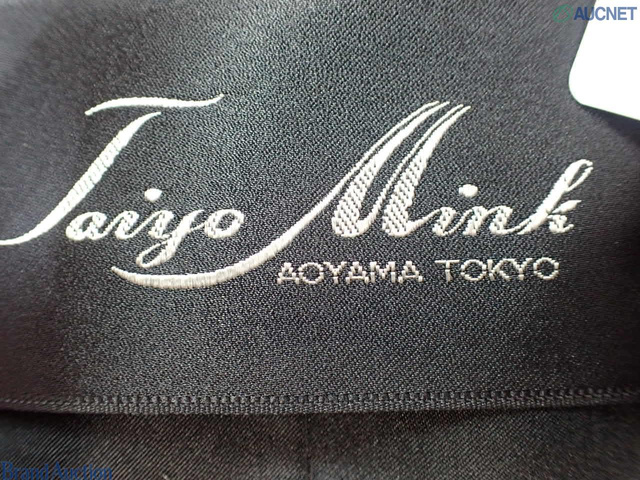 AUCNET
Taiyo Mink
AOYAMA TOKYO
Brand Auction